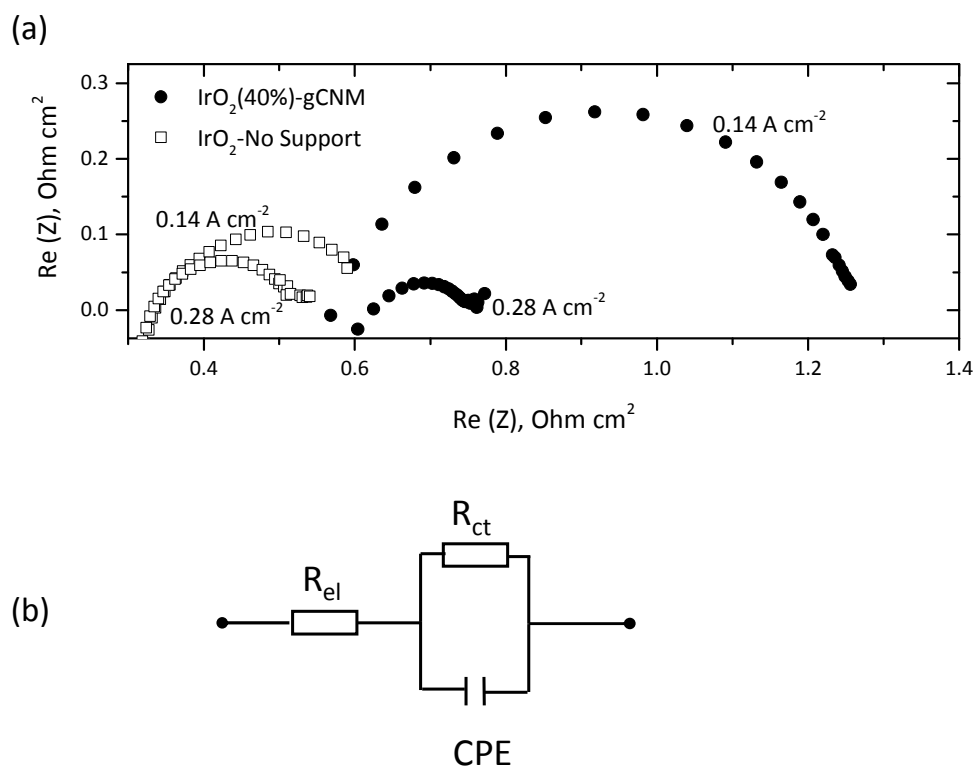 (a)
0.3
0.2
0.1
0.0
Re (Z), Ohm cm²
IrO₂(40%)-gCNM
IrO₂-No Support
0.14 A cm⁻²
0.14 A cm⁻²
0.28 A cm⁻²
0.28 A cm⁻²
0.4 0.6 0.8 1.0 1.2 1.4
Re (Z), Ohm cm²
(b)
R_ct
R_el
CPE